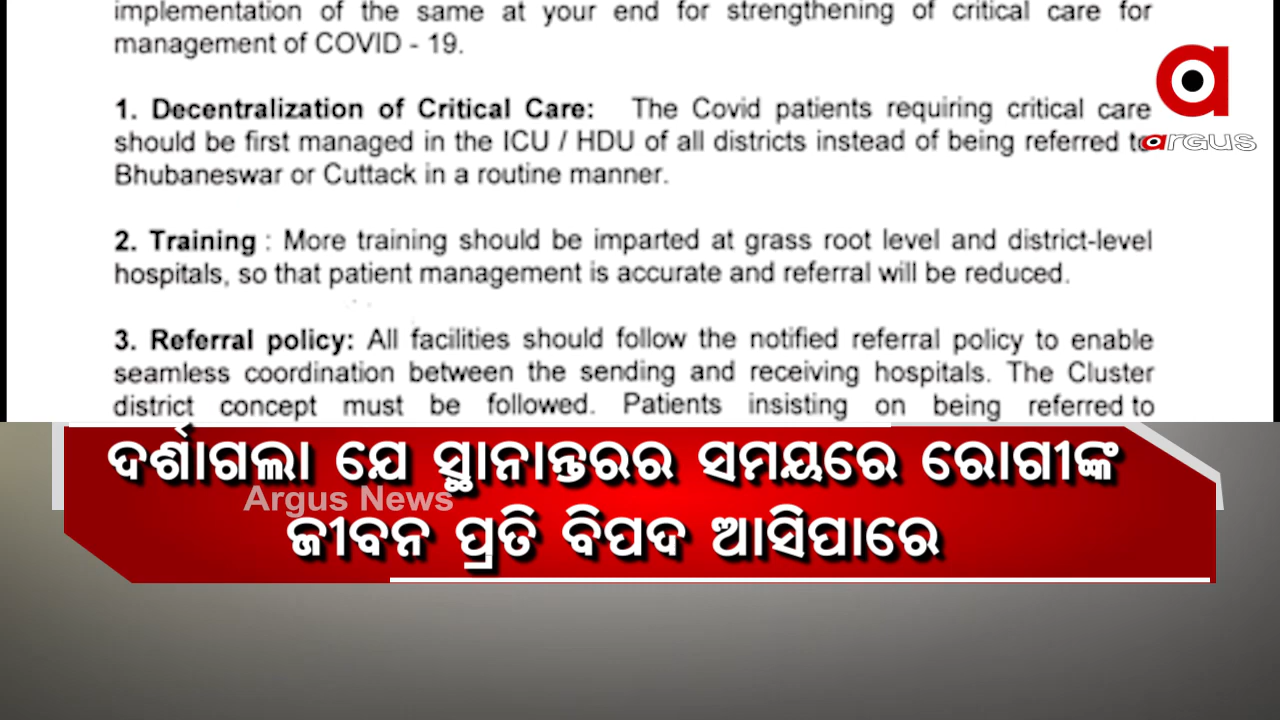 implementation of the same at your end for strengthening of critical care for
management of COVID - 19.
1. Decentralization of Critical Care: The Covid patients requiring critical care
should be first managed in the ICU / HDU of all districts instead of being referred to
Bhubaneswar or Cuttack in a routine manner.
2. Training : More training should be imparted at grass root level and district-level
hospitals, so that patient management is accurate and referral will be reduced.
3. Referral policy: All facilities should follow the notified referral policy to enable
seamless coordination between the sending and receiving hospitals. The Cluster
district concept must be followed. Patients insisting on being referred to
argus
ଦର୍ଶାଗଲା ଯେ ସ୍ଥାନାନ୍ତରର ସମୟରେ ରୋଗୀଙ୍କ
Argus News
ଜୀବନ ପ୍ରତି ବିପଦ ଆସିପାରେ